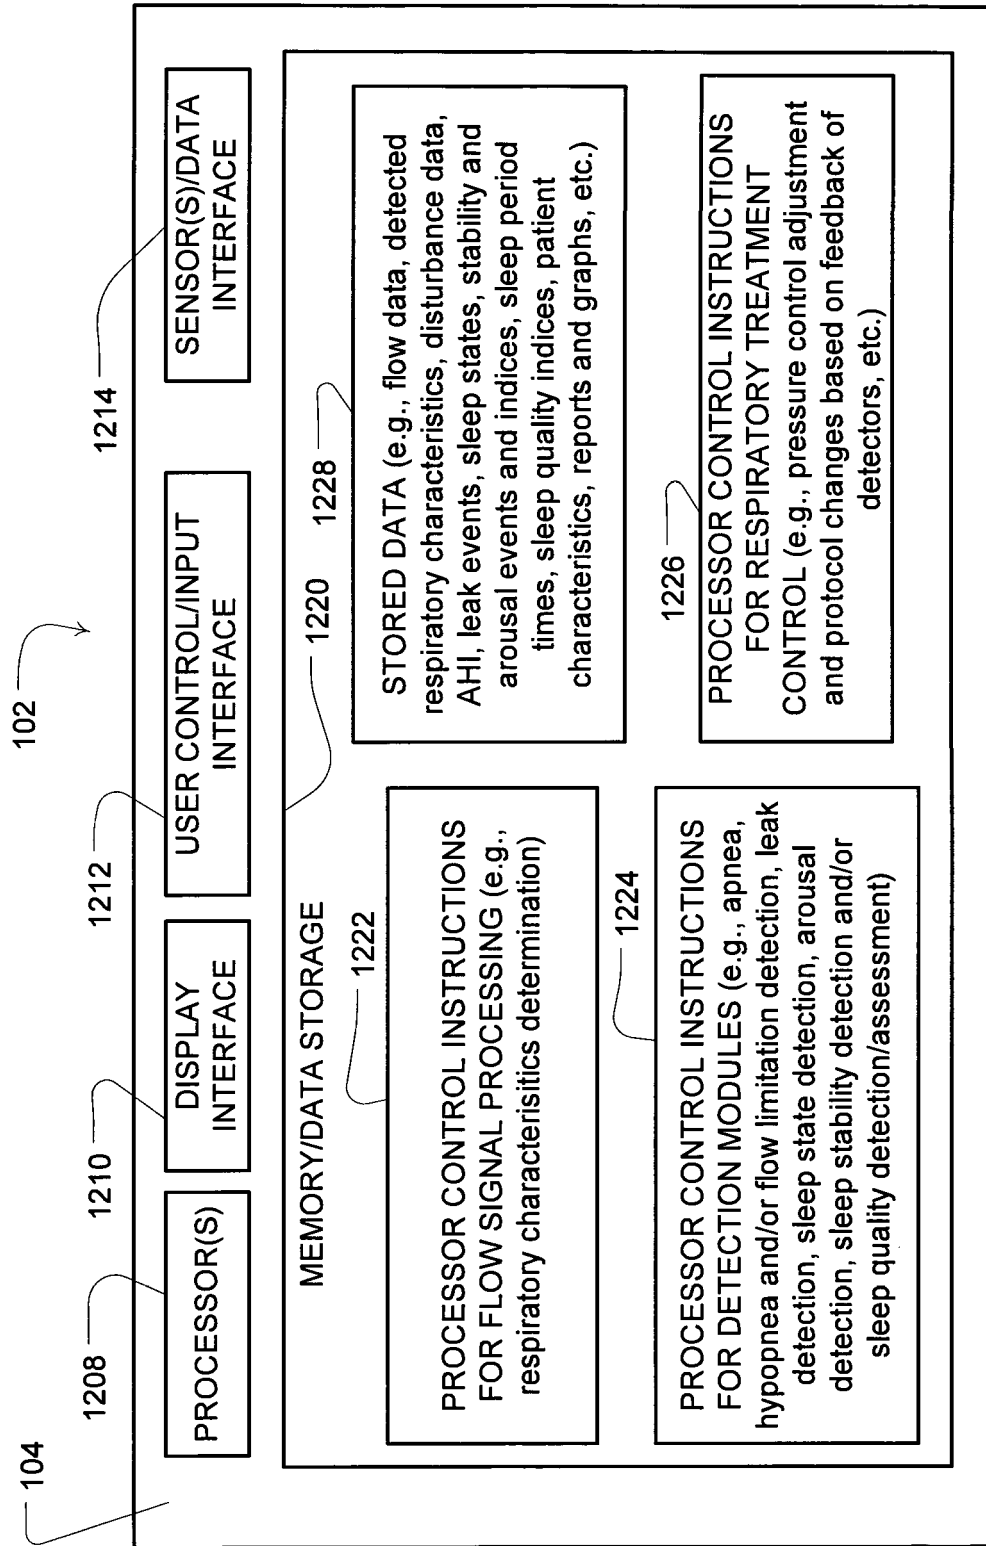 102
104
1208
1210
1212
1214
PROCESSOR(S)
DISPLAY
INTERFACE
USER CONTROL/INPUT
INTERFACE
SENSOR(S)/DATA
INTERFACE
MEMORY/DATA STORAGE
1220
1222
PROCESSOR CONTROL INSTRUCTIONS
FOR FLOW SIGNAL PROCESSING (e.g.,
respiratory characterisitics determination)
1228
STORED DATA (e.g., flow data, detected
respiratory characteristics, disturbance data,
AHI, leak events, sleep states, stability and
arousal events and indices, sleep period
times, sleep quality indices, patient
characteristics, reports and graphs, etc.)
1224
PROCESSOR CONTROL INSTRUCTIONS
FOR DETECTION MODULES (e.g., apnea,
hypopnea and/or flow limitation detection, leak
detection, sleep state detection, arousal
detection, sleep stability detection and/or
sleep quality detection/assessment)
1226
PROCESSOR CONTROL INSTRUCTIONS
FOR RESPIRATORY TREATMENT
CONTROL (e.g., pressure control adjustment
and protocol changes based on feedback of
detectors, etc.)